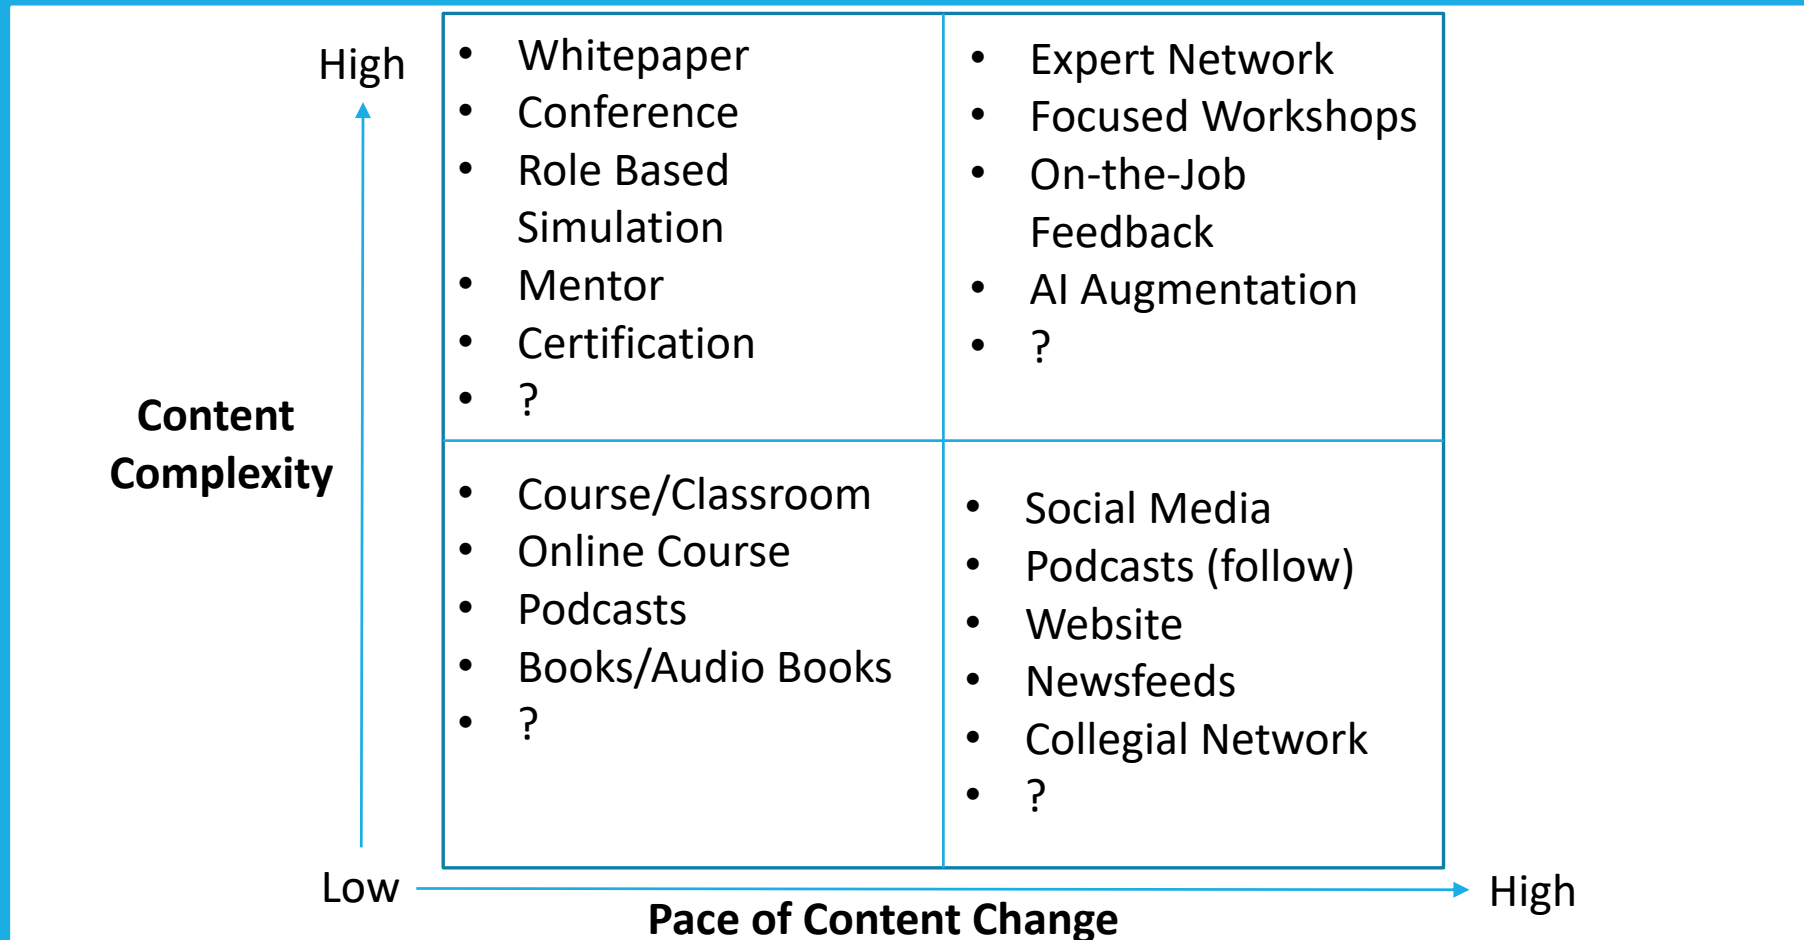 High
• Whitepaper
• Conference
• Role Based
Simulation
• Mentor
• Certification
• ?
• Expert Network
• Focused Workshops
• On-the-Job
Feedback
• AI Augmentation
• ?
Content
Complexity
• Course/Classroom
• Online Course
• Podcasts
• Books/Audio Books
• ?
• Social Media
• Podcasts (follow)
• Website
• Newsfeeds
• Collegial Network
• ?
Low
High
Pace of Content Change